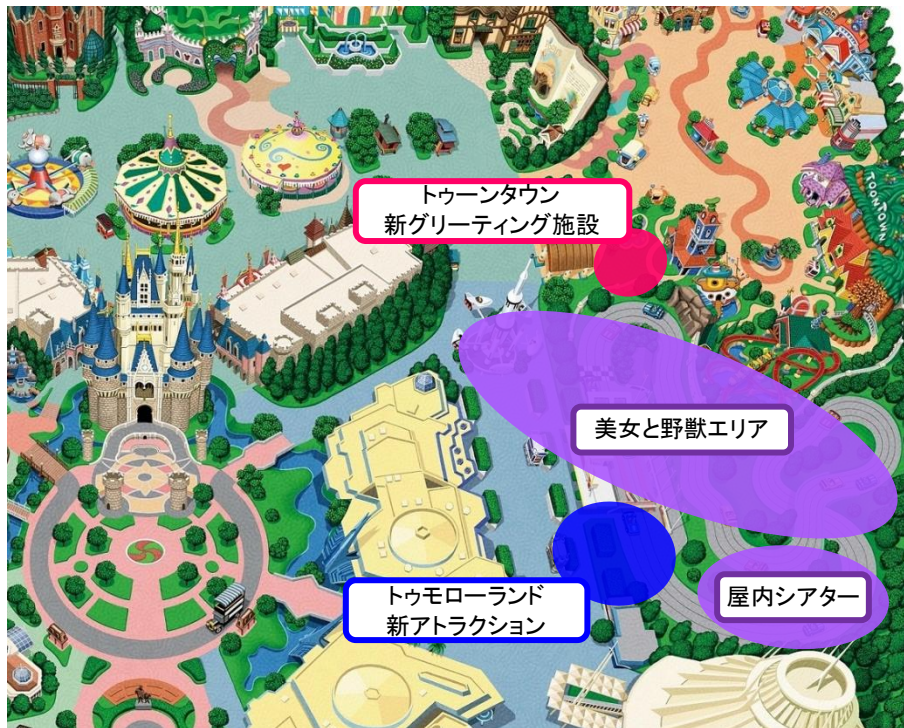 トゥーンタウン
新グリーティング施設
TOONTOWN
美女と野獣エリア
トゥモローランド
新アトラクション
屋内シアター